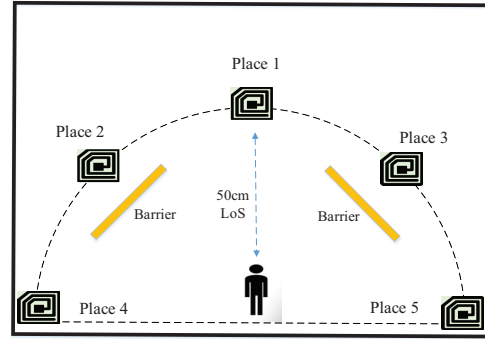 Place 1
Place 2
Place 3
50cm
LoS
Barrier
Barrier
Place 4
Place 5